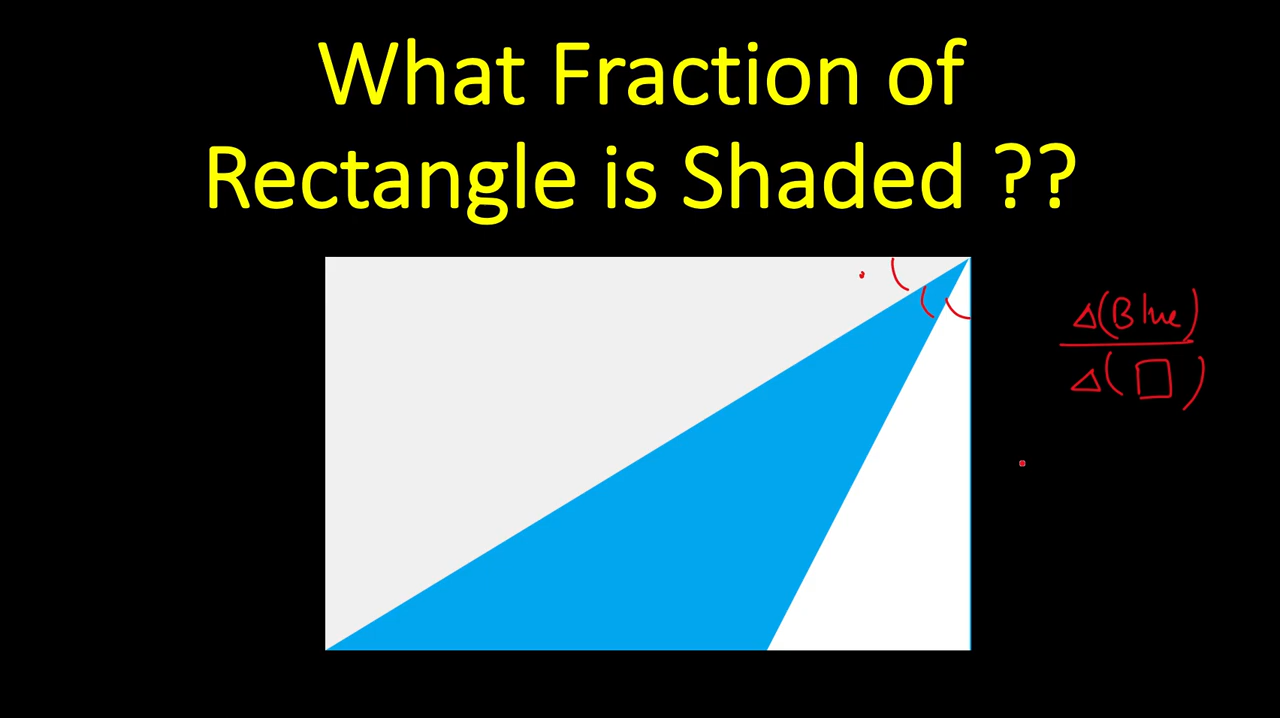 What Fraction of
Rectangle is Shaded ??
Δ(Blue)
Δ(□)